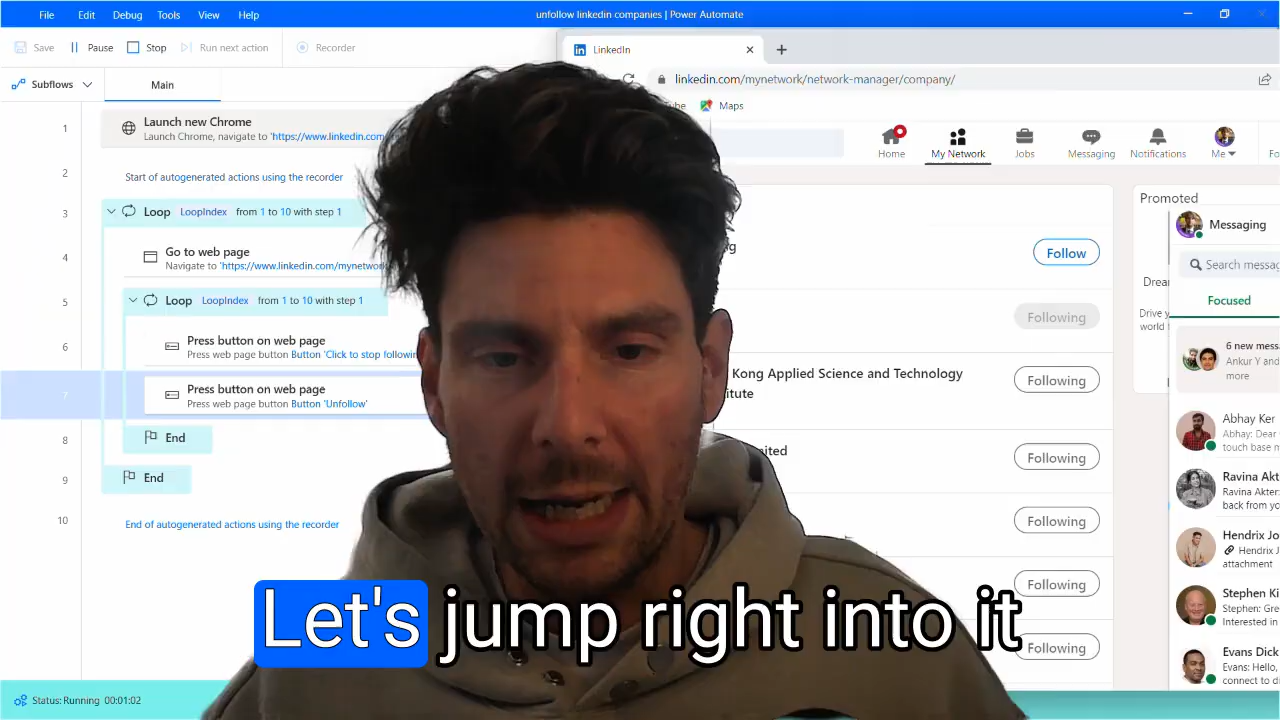 File Edit Debug Tools View Help
unfollow linkedin companies | Power Automate
Save Pause Stop Run next action Recorder
Subflows Main
1 Launch new Chrome
Launch Chrome, navigate to 'https://www.linkedin.com
2 Start of autogenerated actions using the recorder
3 Loop LoopIndex from 1 to 10 with step 1
4 Go to web page
Navigate to 'https://www.linkedin.com/mynetwork
5 Loop LoopIndex from 1 to 10 with step 1
6 Press button on web page
Press web page button Button 'Click to stop followin
7 Press button on web page
Press web page button Button 'Unfollow'
8 End
9 End
10 End of autogenerated actions using the recorder
Status: Running 00:01:02
LinkedIn
linkedin.com/mynetwork/network-manager/company/
Maps
Home My Network Jobs Messaging Notifications Me
Follow
Following
Kong Applied Science and Technology
Following
Following
Following
Following
Following
Promoted
Messaging
Search messag
Focused
6 new messa
Ankur Y and
more
Abhay Ker
Abhay: Dear
touch base m
Ravina Akt
Ravina Akter
back from yo
Hendrix Jo
Hendrix J
attachment
Stephen Ki
Stephen: Gre
Interested in
Evans Dick
Evans: Hello,
connect to d
Let's jump right into it